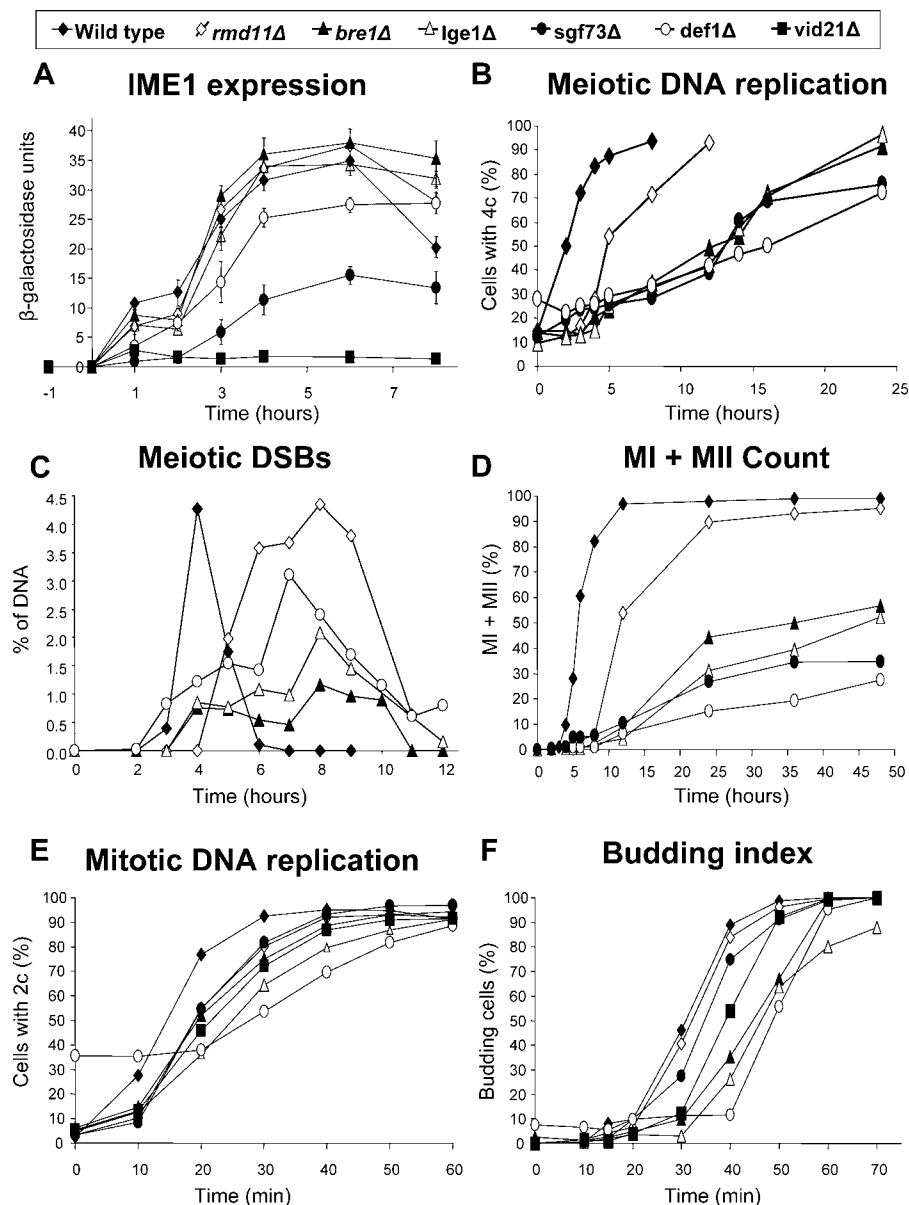 Wild type rmd11Δ bre1Δ lge1Δ sgf73Δ def1Δ vid21Δ
A IME1 expression
β-galactosidase units
40
35
30
25
20
15
10
5
0
-1 1 3 5 7
Time (hours)
B Meiotic DNA replication
Cells with 4c (%)
100
90
80
70
60
50
40
30
20
10
0
0 5 10 15 20 25
Time (hours)
C Meiotic DSBs
% of DNA
4.5
4.0
3.5
3.0
2.5
2.0
1.5
1.0
0.5
0.0
0 2 4 6 8 10 12
Time (hours)
D MI + MII Count
MI + MII (%)
100
90
80
70
60
50
40
30
20
10
0
0 5 10 15 20 25 30 35 40 45 50
Time (hours)
E Mitotic DNA replication
Cells with 2c (%)
100
90
80
70
60
50
40
30
20
10
0
0 10 20 30 40 50 60
Time (min)
F Budding index
Budding cells (%)
100
90
80
70
60
50
40
30
20
10
0
0 10 20 30 40 50 60 70
Time (min)